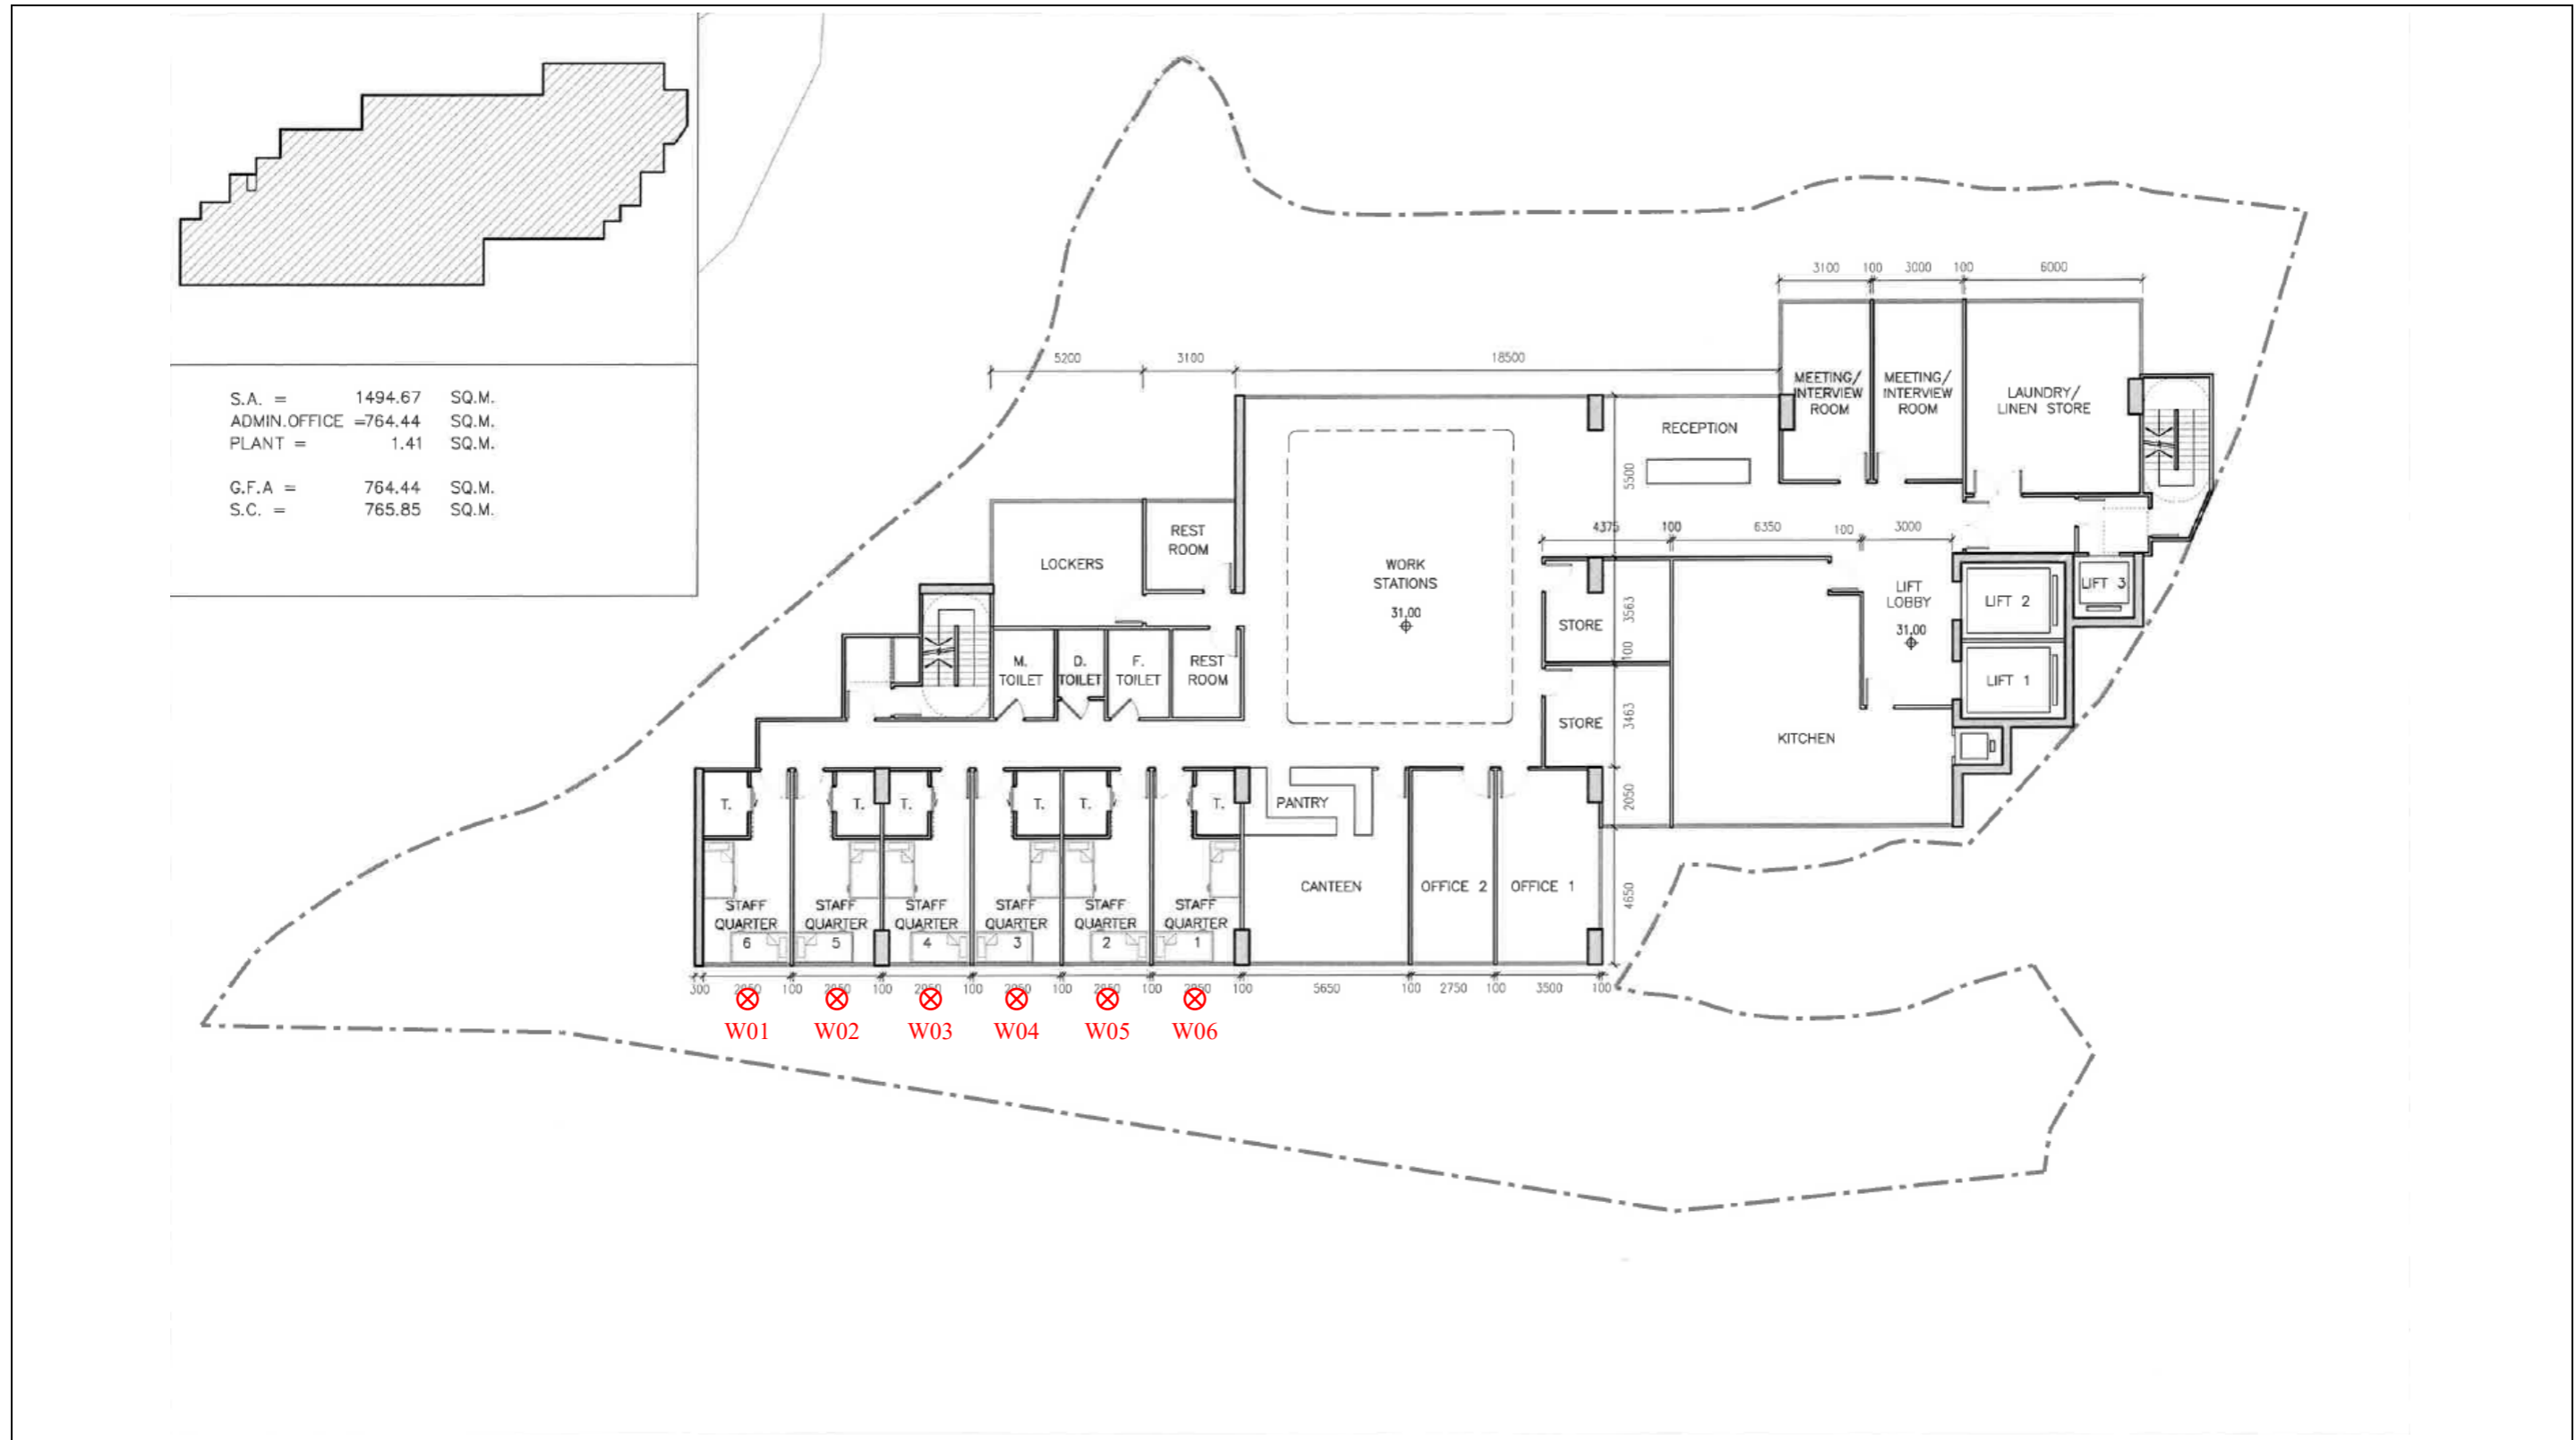 S.A. = 1494.67 SQ.M.
ADMIN.OFFICE =764.44 SQ.M.
PLANT = 1.41 SQ.M.
G.F.A = 764.44 SQ.M.
S.C. = 765.85 SQ.M.
3100 100 3000 100 6000
5200 3100 18500
MEETING/
INTERVIEW
ROOM
MEETING/
INTERVIEW
ROOM
LAUNDRY/
LINEN STORE
RECEPTION
5500
4375 100 6350 100 3000
REST
ROOM
LOCKERS
WORK
STATIONS
31.00
STORE
3563
100
LIFT
LOBBY
31.00
LIFT 2
LIFT 3
LIFT 1
M.
TOILET
D.
TOILET
F.
TOILET
REST
ROOM
STORE
3463
KITCHEN
T. T. T. T. T. T.
PANTRY
2050
STAFF
QUARTER
6
STAFF
QUARTER
5
STAFF
QUARTER
4
STAFF
QUARTER
3
STAFF
QUARTER
2
STAFF
QUARTER
1
CANTEEN
OFFICE 2
OFFICE 1
4650
300 100 100 100 100 100 100 5650 100 2750 100 3500 100
W01 W02 W03 W04 W05 W06